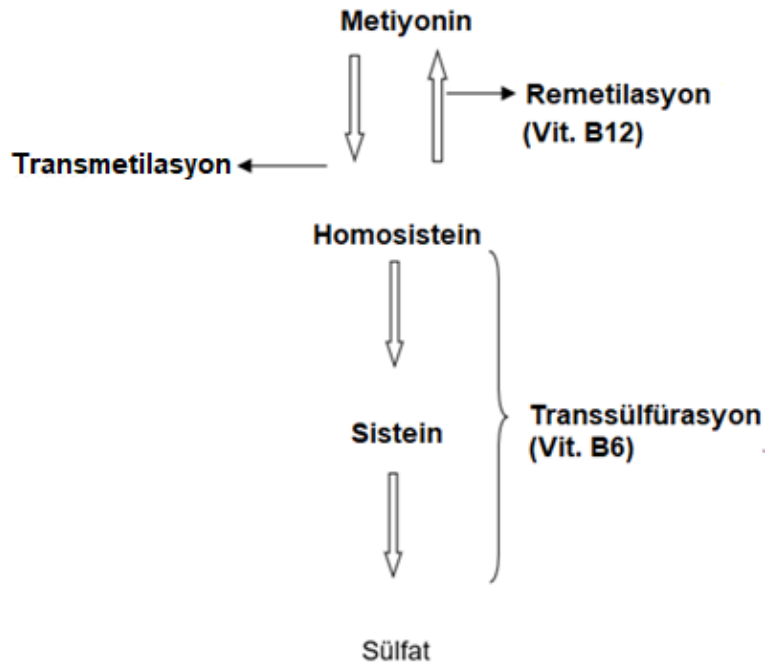 Metiyonin
Remetilasyon
(Vit. B12)
Transmetilasyon
Homosistein
Sistein
Transsülfürasyon
(Vit. B6)
Sülfat